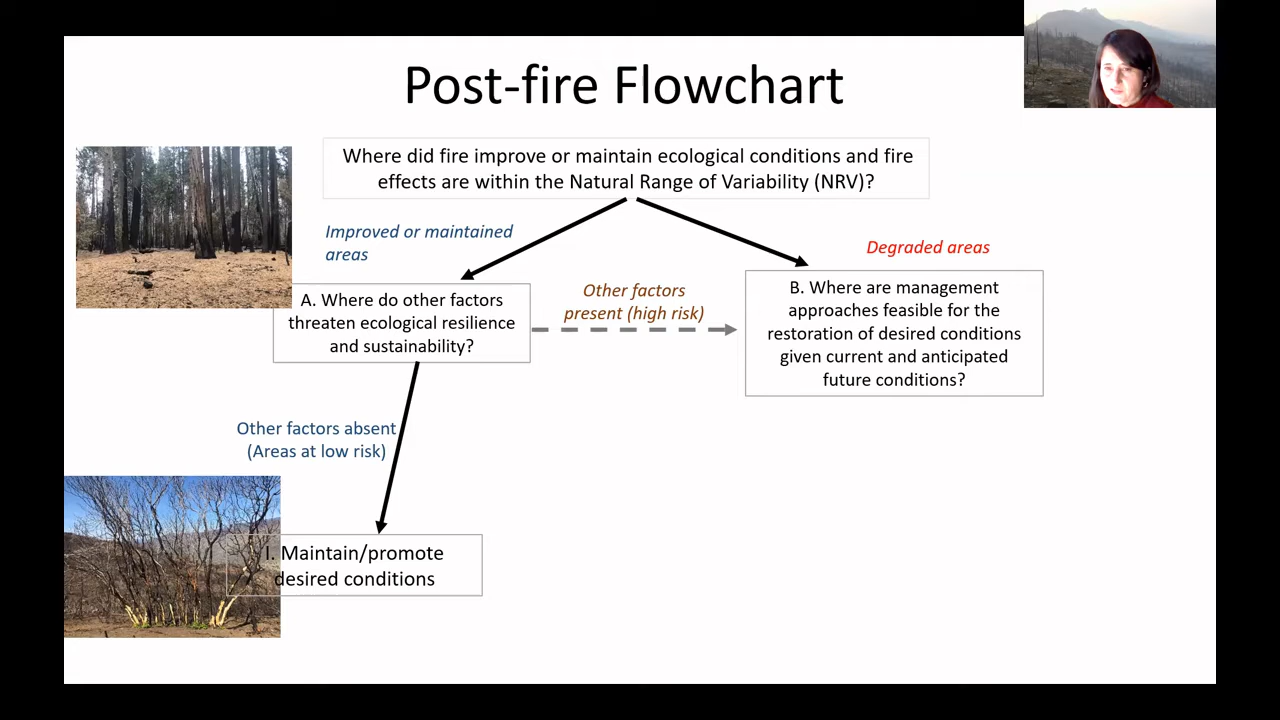 Post-fire Flowchart
Where did fire improve or maintain ecological conditions and fire
effects are within the Natural Range of Variability (NRV)?
Improved or maintained
areas
Degraded areas
A. Where do other factors
threaten ecological resilience
and sustainability?
Other factors
present (high risk)
B. Where are management
approaches feasible for the
restoration of desired conditions
given current and anticipated
future conditions?
Other factors absent
(Areas at low risk)
I. Maintain/promote
desired conditions